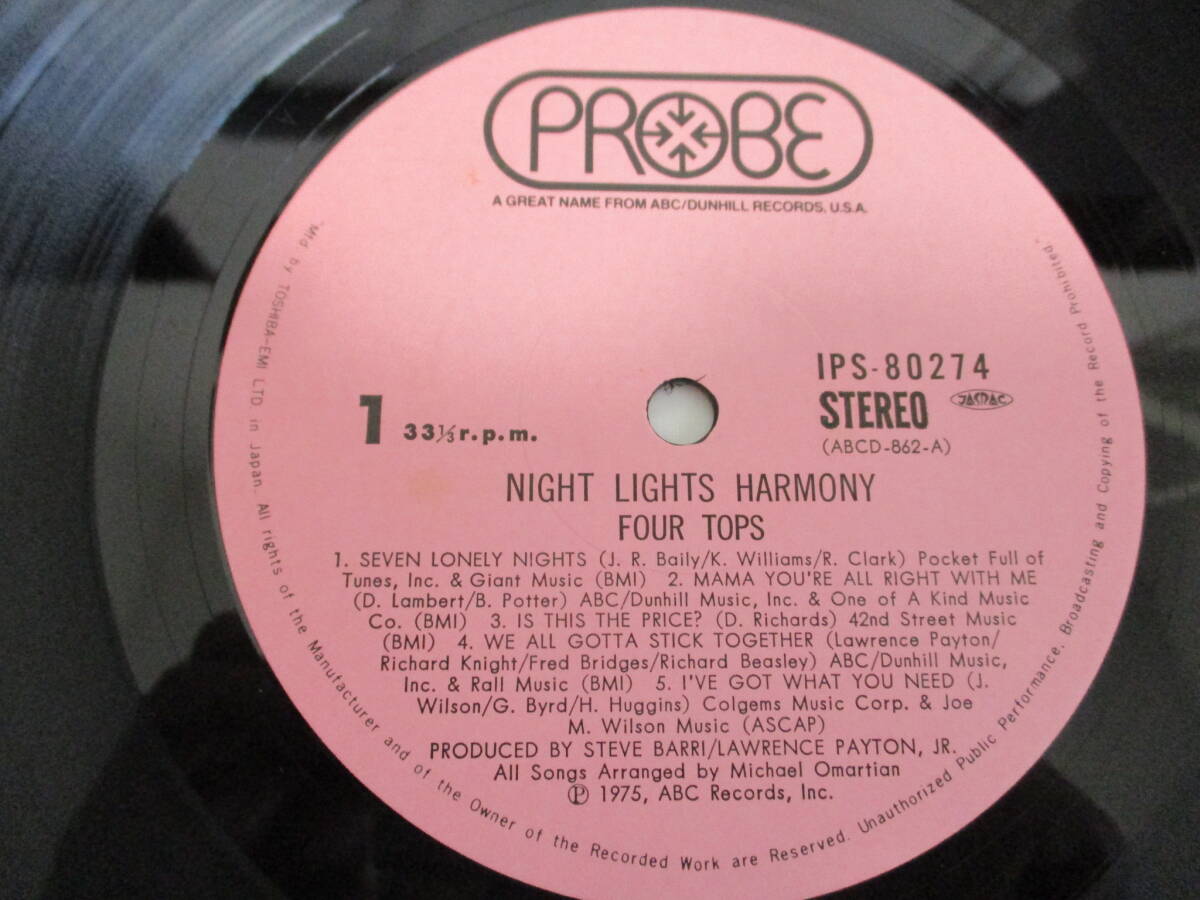 PROBE
A GREAT NAME FROM ABC/DUNHILL RECORDS, U.S.A.
IPS-80274
STEREO
JASRAC
(ABCD-862-A)
1 33⅓ r.p.m.
NIGHT LIGHTS HARMONY
FOUR TOPS
1. SEVEN LONELY NIGHTS (J. R. Baily/K. Williams/R. Clark) Pocket Full of
Tunes, Inc. & Giant Music (BMI) 2. MAMA YOU'RE ALL RIGHT WITH ME
(D. Lambert/B. Potter) ABC/Dunhill Music, Inc. & One of A Kind Music
Co. (BMI) 3. IS THIS THE PRICE? (D. Richards) 42nd Street Music
(BMI) 4. WE ALL GOTTA STICK TOGETHER (Lawrence Payton/
Richard Knight/Fred Bridges/Richard Beasley) ABC/Dunhill Music,
Inc. & Rall Music (BMI) 5. I'VE GOT WHAT YOU NEED (J.
Wilson/G. Byrd/H. Huggins) Colgems Music Corp. & Joe
M. Wilson Music (ASCAP)
PRODUCED BY STEVE BARRI/LAWRENCE PAYTON, JR.
All Songs Arranged by Michael Omartian
℗ 1975, ABC Records, Inc.
"Mfd by TOSHIBA-EMI LTD in Japan. All rights of the Manufacturer and of the Owner of the Recorded Work are Reserved. Unauthorized Public Performance, Broadcasting and Copying of the Record Prohibited."